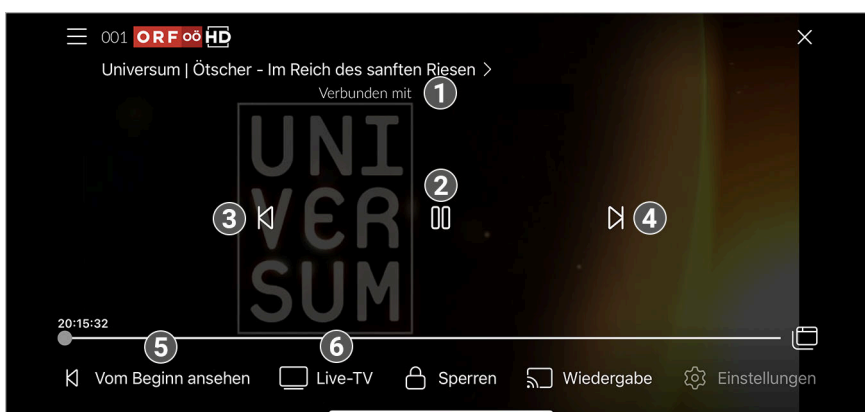 001 ORF oö HD
Universum | Ötscher - Im Reich des sanften Riesen >
Verbunden mit 1
UNI
VER
SUM
2
3
4
20:15:32
5 6
Vom Beginn ansehen Live-TV Sperren Wiedergabe Einstellungen